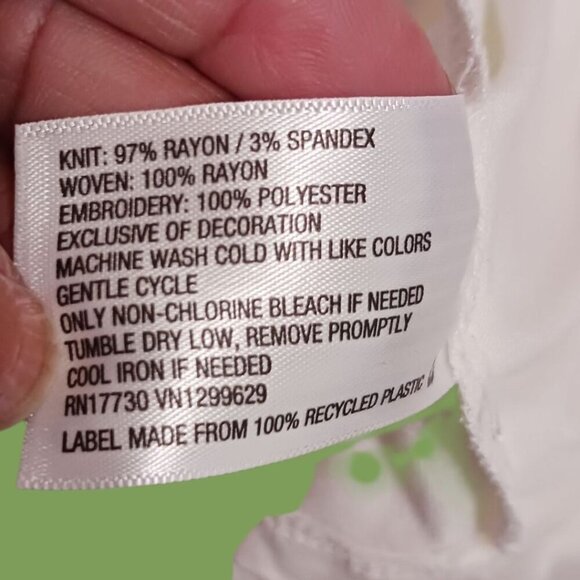 KNIT: 97% RAYON / 3% SPANDEX
WOVEN: 100% RAYON
EMBROIDERY: 100% POLYESTER
EXCLUSIVE OF DECORATION
MACHINE WASH COLD WITH LIKE COLORS
GENTLE CYCLE
ONLY NON-CHLORINE BLEACH IF NEEDED
TUMBLE DRY LOW, REMOVE PROMPTLY
COOL IRON IF NEEDED
RN17730 VN1299629
LABEL MADE FROM 100% RECYCLED PLASTIC